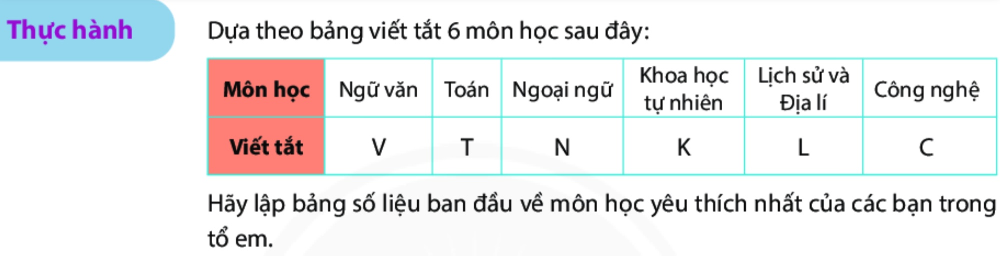 Thực hành
Dựa theo bảng viết tắt 6 môn học sau đây:
Môn học Ngữ văn Toán Ngoại ngữ Khoa học tự nhiên Lịch sử và Địa lí Công nghệ
Viết tắt V T N K L C
Hãy lập bảng số liệu ban đầu về môn học yêu thích nhất của các bạn trong
tổ em.